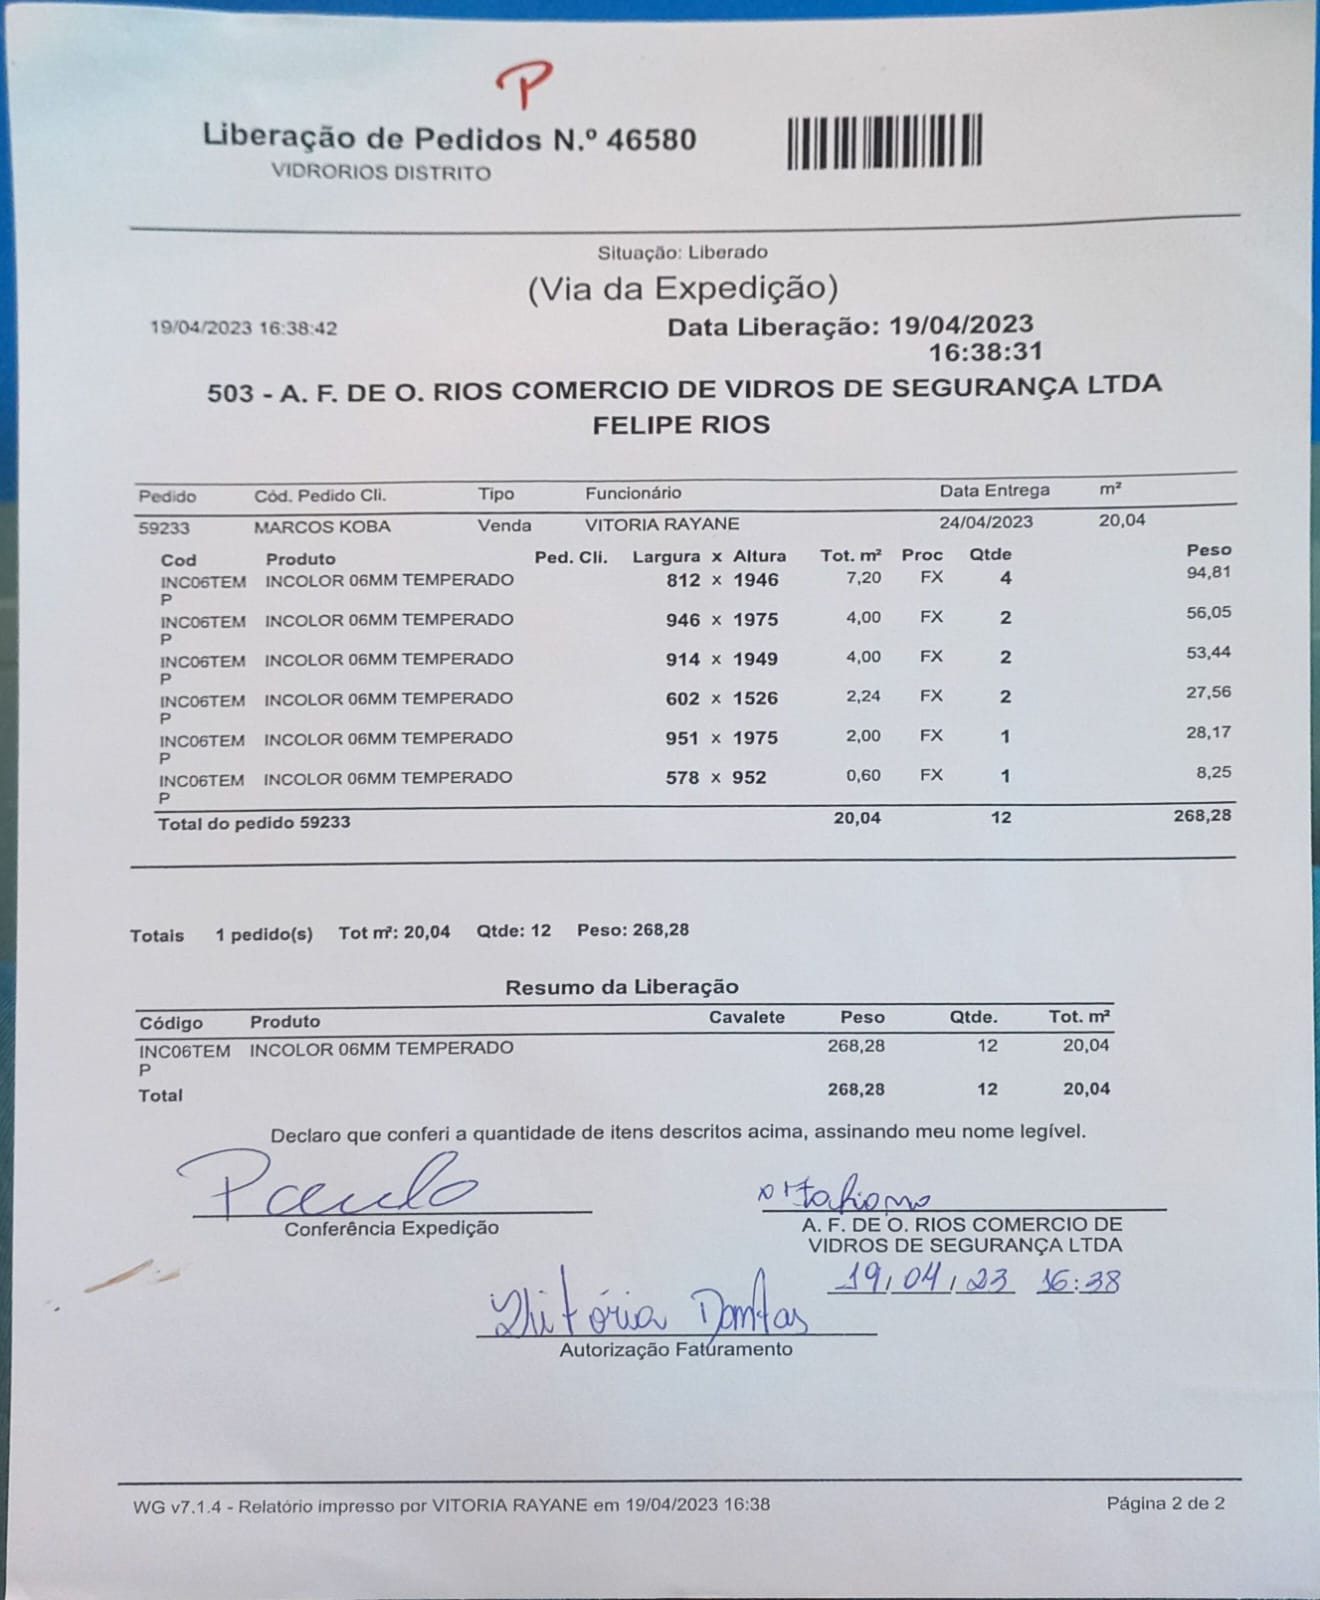 P
Liberação de Pedidos N.º 46580
VIDRORIOS DISTRITO
Situação: Liberado
(Via da Expedição)
19/04/2023 16:38:42 Data Liberação: 19/04/2023
16:38:31
503 - A. F. DE O. RIOS COMERCIO DE VIDROS DE SEGURANÇA LTDA
FELIPE RIOS
Pedido Cód. Pedido Cli. Tipo Funcionário Data Entrega m²
59233 MARCOS KOBA Venda VITORIA RAYANE 24/04/2023 20,04
Cod Produto Ped. Cli. Largura x Altura Tot. m² Proc Qtde Peso
INC06TEM INCOLOR 06MM TEMPERADO 812 x 1946 7,20 FX 4 94,81
P
INC06TEM INCOLOR 06MM TEMPERADO 946 x 1975 4,00 FX 2 56,05
P
INC06TEM INCOLOR 06MM TEMPERADO 914 x 1949 4,00 FX 2 53,44
P
INC06TEM INCOLOR 06MM TEMPERADO 602 x 1526 2,24 FX 2 27,56
P
INC06TEM INCOLOR 06MM TEMPERADO 951 x 1975 2,00 FX 1 28,17
P
INC06TEM INCOLOR 06MM TEMPERADO 578 x 952 0,60 FX 1 8,25
P
Total do pedido 59233 20,04 12 268,28
Totais 1 pedido(s) Tot m²: 20,04 Qtde: 12 Peso: 268,28
Resumo da Liberação
Código Produto Cavalete Peso Qtde. Tot. m²
INC06TEM INCOLOR 06MM TEMPERADO 268,28 12 20,04
P
Total 268,28 12 20,04
Declaro que conferi a quantidade de itens descritos acima, assinando meu nome legível.
Paulo
Conferência Expedição
A. F. DE O. RIOS COMERCIO DE
VIDROS DE SEGURANÇA LTDA
19/04/23 16:38
Vitória Dantas
Autorização Faturamento
WG v7.1.4 - Relatório impresso por VITORIA RAYANE em 19/04/2023 16:38 Página 2 de 2